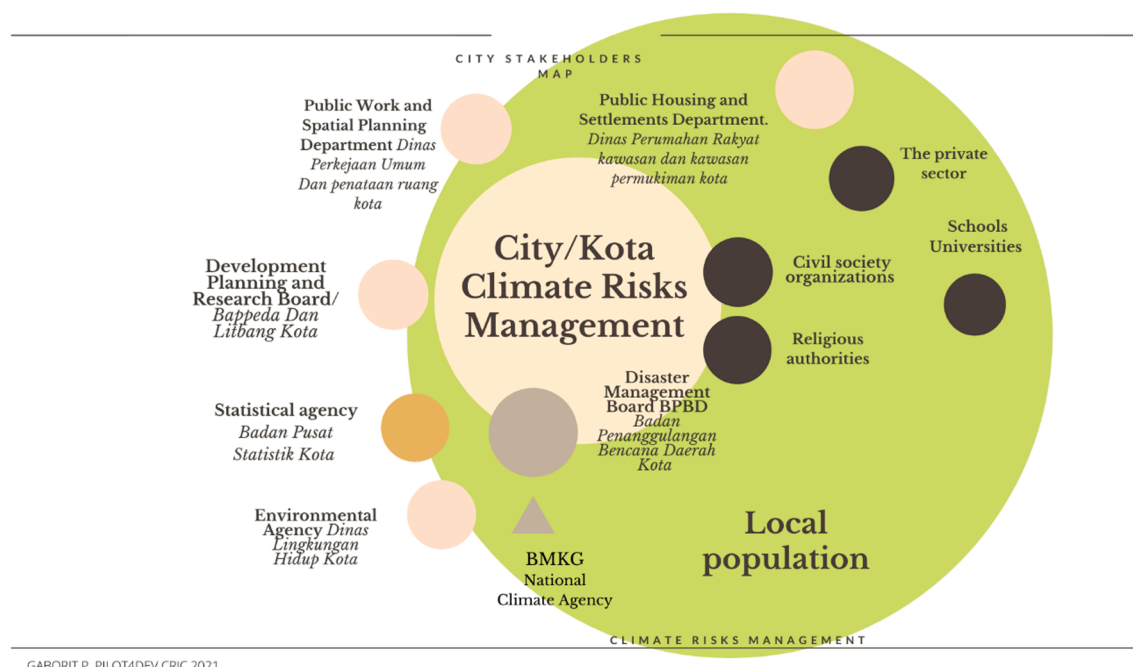 CITY STAKEHOLDERS
MAP
Public Work and
Spatial Planning
Department Dinas
Perkejaan Umum
Dan penataan ruang
kota
Public Housing and
Settlements Department.
Dinas Perumahan Rakyat
kawasan dan kawasan
permukiman kota
The private
sector
Schools
Universities
City/Kota
Climate Risks
Management
Civil society
organizations
Religious
authorities
Development
Planning and
Research Board/
Bappeda Dan
Litbang Kota
Disaster
Management
Board BPBD
Badan
Penanggulangan
Bencana Daerah
Kota
Statistical agency
Badan Pusat
Statistik Kota
Environmental
Agency Dinas
Lingkungan
Hidup Kota
BMKG
National
Climate Agency
Local
population
CLIMATE RISKS MANAGEMENT
GABORIT P. PILOT4DEV CRIC 2021